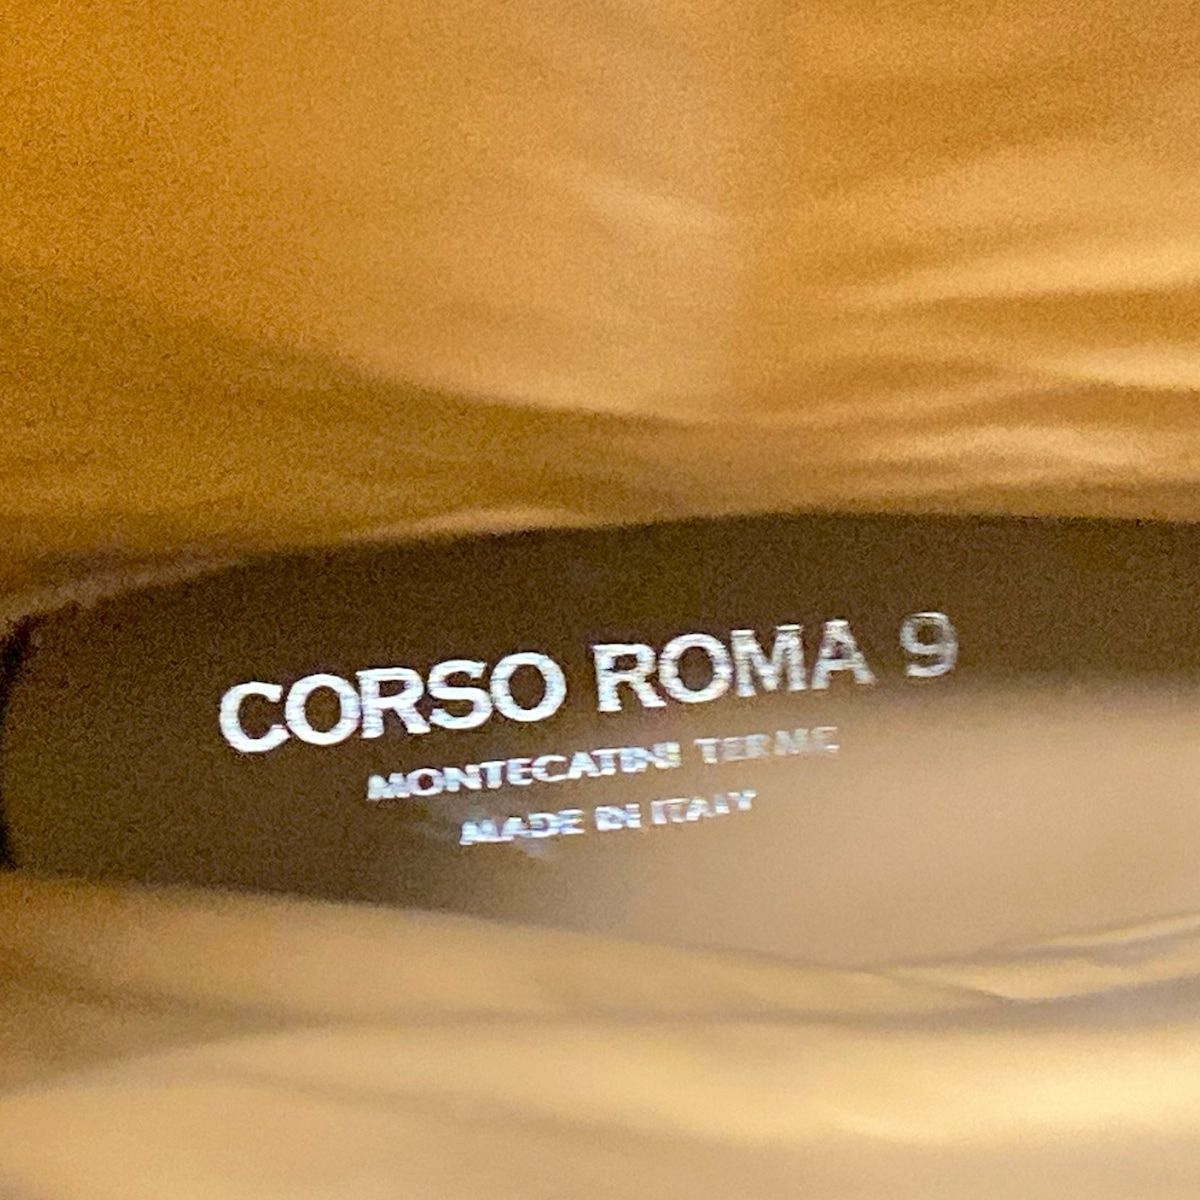 CORSO ROMA 9
MONTECATINI TERME
MADE IN ITALY